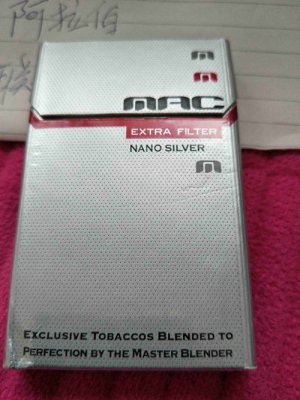 阿拉伯
MAC
EXTRA FILTER
NANO SILVER
EXCLUSIVE TOBACCOS BLENDED TO
PERFECTION BY THE MASTER BLENDER